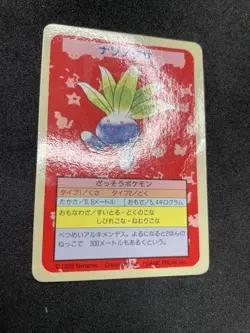 ナゾノクサ
ざっそうポケモン
タイプ1/くさ タイプ2/どく
たかさ/0.5メートル おもさ/5.4キログラム
おもなわざ/すいとる・どくのこな
しびれごな・ねむりごな
べつめいアルキメンデス。よるになると2ほんの
ねっこで 300メートルもあるくという。
©1995 Nintendo